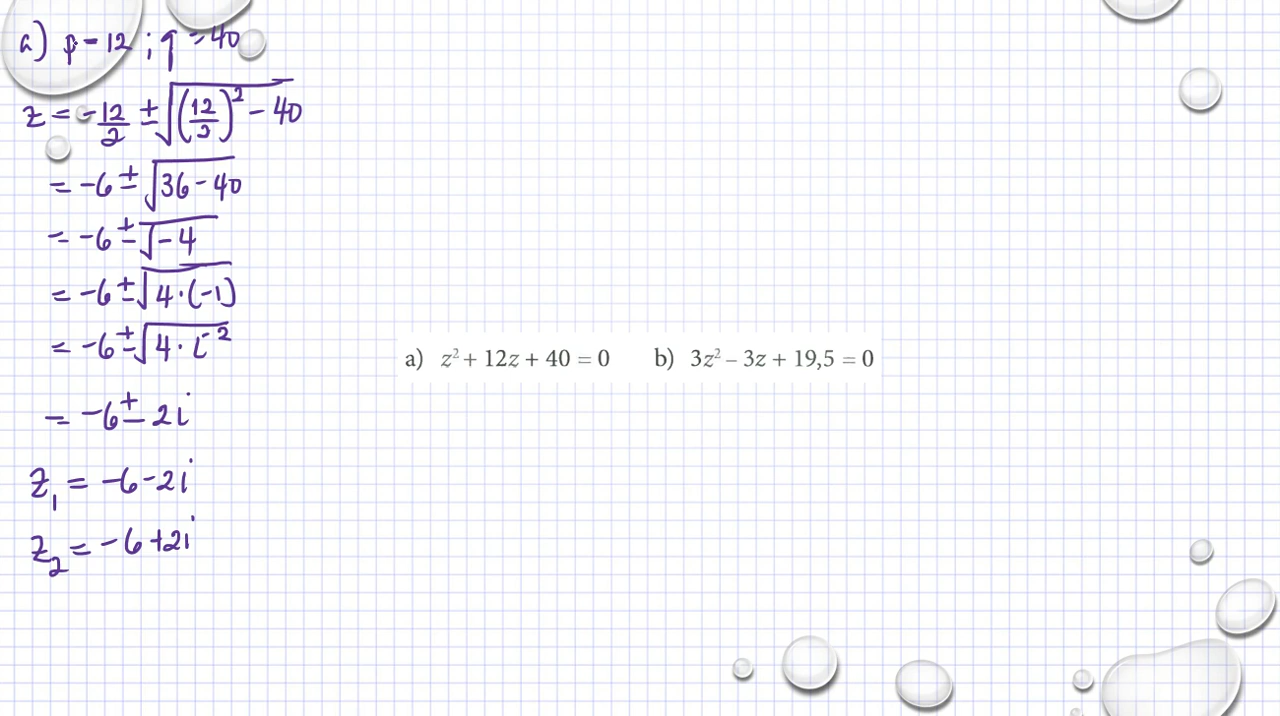 a) p = 12 ; q = 40
z = -12/2 ± √((12/2)² - 40)
= -6 ± √(36 - 40)
= -6 ± √(-4)
= -6 ± √(4 · (-1))
= -6 ± √(4 · i²)
= -6 ± 2i
z₁ = -6 - 2i
z₂ = -6 + 2i
a) z² + 12z + 40 = 0 b) 3z² – 3z + 19,5 = 0